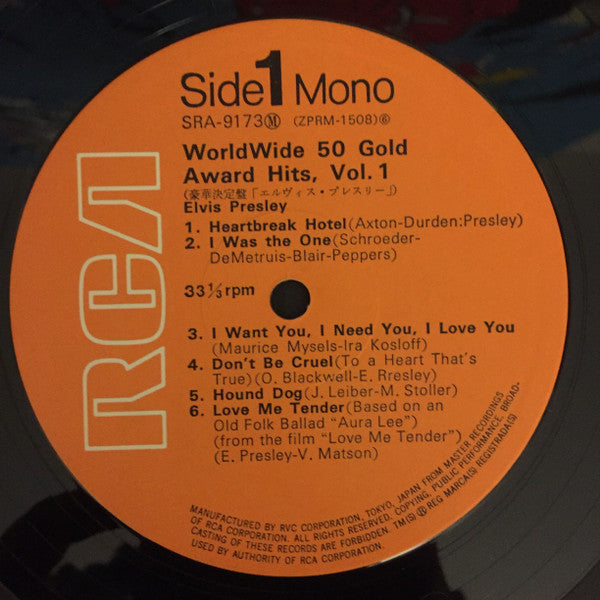 Side 1 Mono
SRA-9173Ⓜ (ZPRM-1508)⑥
WorldWide 50 Gold
Award Hits, Vol. 1
(豪華決定盤「エルヴィス・プレスリー」)
Elvis Presley
1. Heartbreak Hotel(Axton-Durden:Presley)
2. I Was the One(Schroeder-
DeMetruis-Blair-Peppers)
33⅓ rpm
3. I Want You, I Need You, I Love You
(Maurice Mysels-Ira Kosloff)
4. Don't Be Cruel(To a Heart That's
True)(O. Blackwell-E. Rresley)
5. Hound Dog(J. Leiber-M. Stoller)
6. Love Me Tender(Based on an
Old Folk Ballad "Aura Lee")
(from the film "Love Me Tender")
(E. Presley-V. Matson)
RCA
MANUFACTURED BY RVC CORPORATION, TOKYO, JAPAN FROM MASTER RECORDINGS
OF RCA CORPORATION. ALL RIGHTS RESERVED. COPYING, PUBLIC PERFORMANCE, BROAD-
CASTING OF THESE RECORDS ARE FORBIDDEN. TM(S) ® REG MARCA(S) REGISTRADA(S)
USED BY AUTHORITY OF RCA CORPORATION.